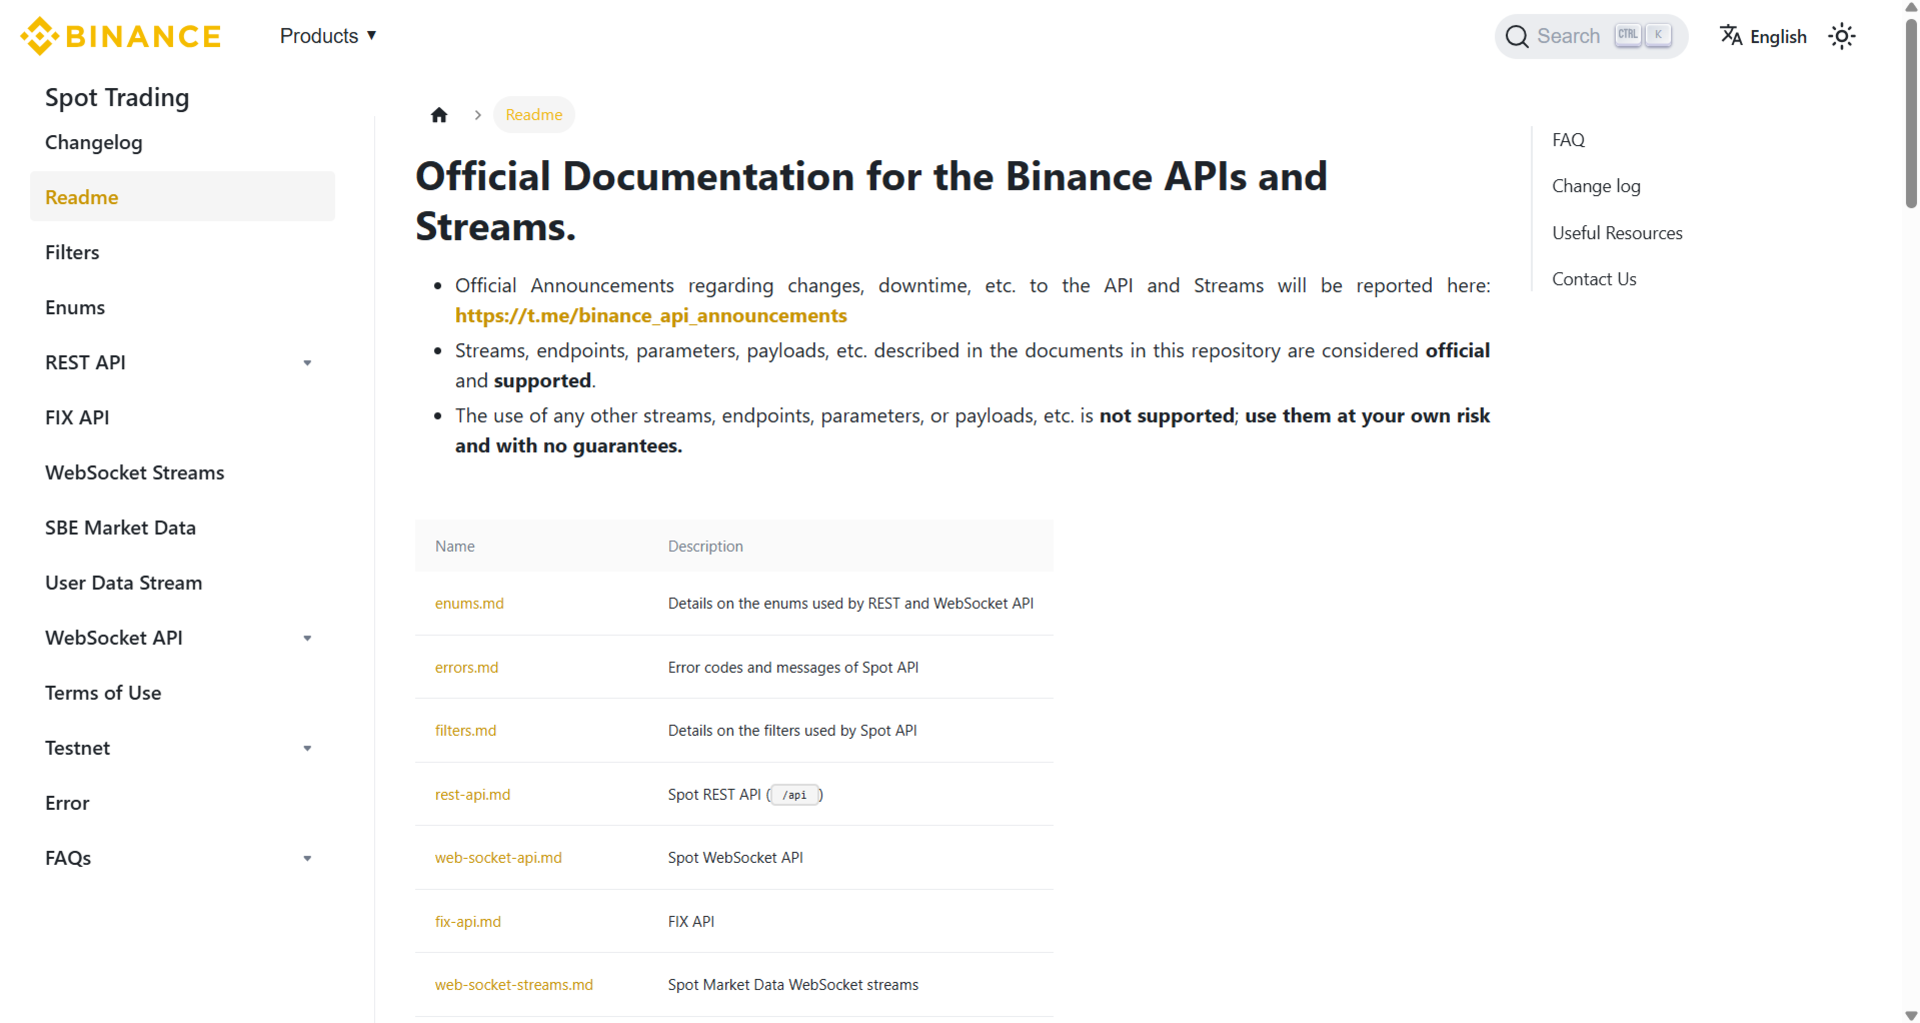 BINANCE
Products ▼
Search CTRL K
English
Spot Trading
Changelog
Readme
Filters
Enums
REST API
FIX API
WebSocket Streams
SBE Market Data
User Data Stream
WebSocket API
Terms of Use
Testnet
Error
FAQs
Readme
Official Documentation for the Binance APIs and
Streams.
• Official Announcements regarding changes, downtime, etc. to the API and Streams will be reported here:
https://t.me/binance_api_announcements
• Streams, endpoints, parameters, payloads, etc. described in the documents in this repository are considered official
and supported.
• The use of any other streams, endpoints, parameters, or payloads, etc. is not supported; use them at your own risk
and with no guarantees.
Name Description
enums.md Details on the enums used by REST and WebSocket API
errors.md Error codes and messages of Spot API
filters.md Details on the filters used by Spot API
rest-api.md Spot REST API ( /api )
web-socket-api.md Spot WebSocket API
fix-api.md FIX API
web-socket-streams.md Spot Market Data WebSocket streams
FAQ
Change log
Useful Resources
Contact Us